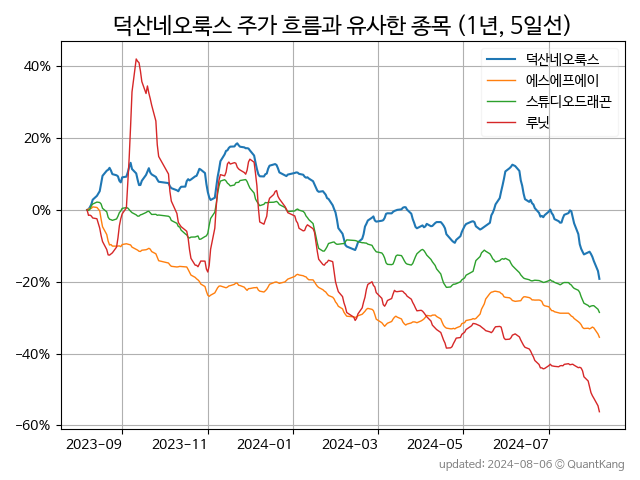 덕산네오룩스 주가 흐름과 유사한 종목 (1년, 5일선)
덕산네오룩스
에스에프에이
스튜디오드래곤
루닛
40%
20%
0%
−20%
−40%
−60%
2023-09 2023-11 2024-01 2024-03 2024-05 2024-07
updated: 2024-08-06 © QuantKang